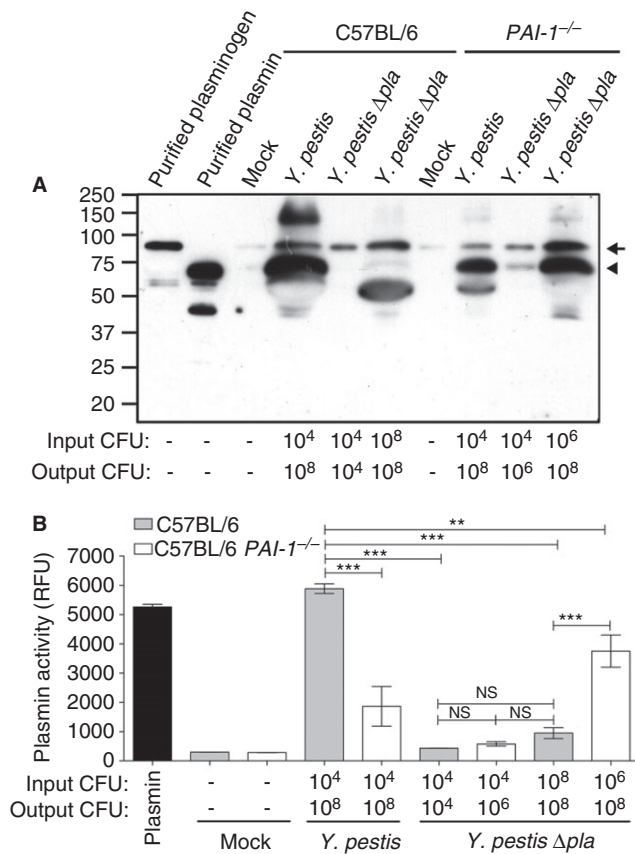 C57BL/6 PAI-1–/–
Purified plasminogen
Purified plasmin
Mock
Y. pestis
Y. pestis Δpla
Y. pestis Δpla
Mock
Y. pestis
Y. pestis Δpla
Y. pestis Δpla
A
250
150
100
75
50
37
25
20
Input CFU: - - - 10⁴ 10⁴ 10⁸ - 10⁴ 10⁴ 10⁶
Output CFU: - - - 10⁸ 10⁴ 10⁸ - 10⁸ 10⁶ 10⁸
B
C57BL/6
C57BL/6 PAI-1–/–
**
***
***
***
***
NS
NS NS
Plasmin activity (RFU)
7000
6000
5000
4000
3000
2000
1000
0
Plasmin
Input CFU: - - 10⁴ 10⁴ 10⁴ 10⁴ 10⁸ 10⁶
Output CFU: - - 10⁸ 10⁸ 10⁴ 10⁶ 10⁸ 10⁸
Mock Y. pestis Y. pestis Δpla